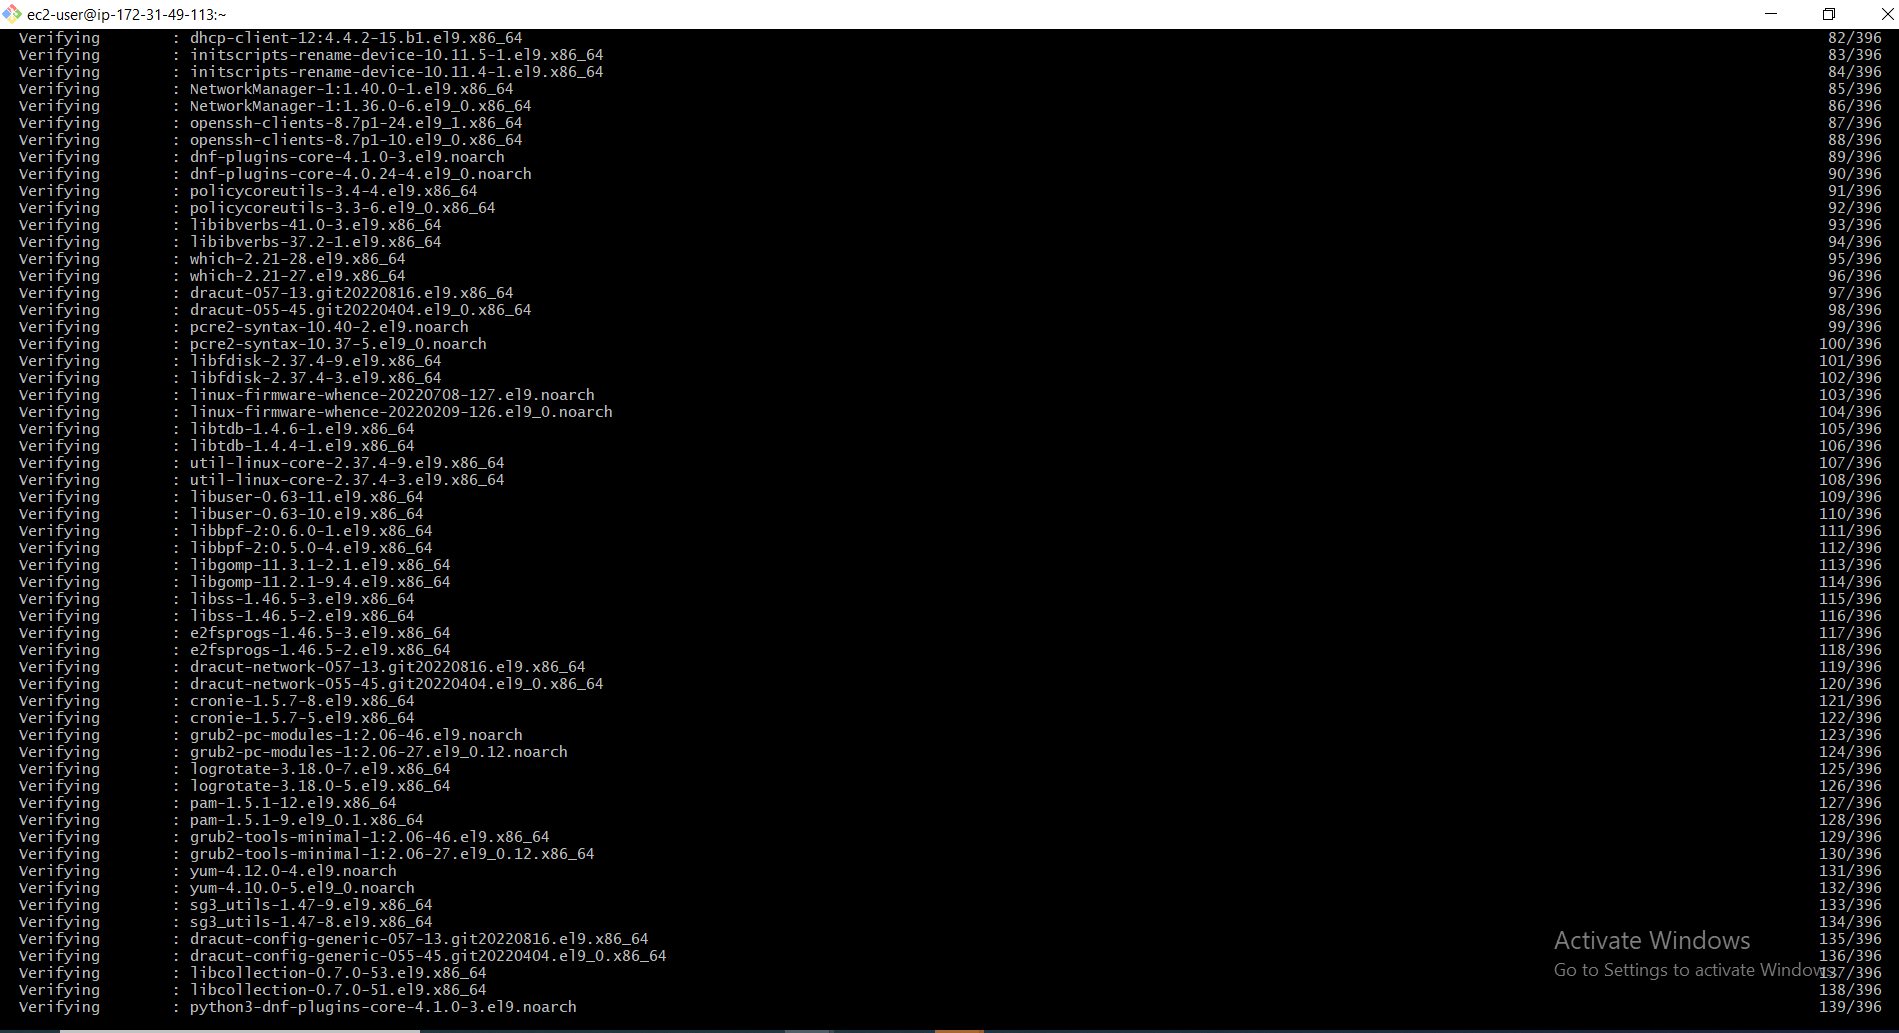 ec2-user@ip-172-31-49-113:~
Verifying : dhcp-client-12:4.4.2-15.b1.el9.x86_64 82/396
Verifying : initscripts-rename-device-10.11.5-1.el9.x86_64 83/396
Verifying : initscripts-rename-device-10.11.4-1.el9.x86_64 84/396
Verifying : NetworkManager-1:1.40.0-1.el9.x86_64 85/396
Verifying : NetworkManager-1:1.36.0-6.el9_0.x86_64 86/396
Verifying : openssh-clients-8.7p1-24.el9_1.x86_64 87/396
Verifying : openssh-clients-8.7p1-10.el9_0.x86_64 88/396
Verifying : dnf-plugins-core-4.1.0-3.el9.noarch 89/396
Verifying : dnf-plugins-core-4.0.24-4.el9_0.noarch 90/396
Verifying : policycoreutils-3.4-4.el9.x86_64 91/396
Verifying : policycoreutils-3.3-6.el9_0.x86_64 92/396
Verifying : libibverbs-41.0-3.el9.x86_64 93/396
Verifying : libibverbs-37.2-1.el9.x86_64 94/396
Verifying : which-2.21-28.el9.x86_64 95/396
Verifying : which-2.21-27.el9.x86_64 96/396
Verifying : dracut-057-13.git20220816.el9.x86_64 97/396
Verifying : dracut-055-45.git20220404.el9_0.x86_64 98/396
Verifying : pcre2-syntax-10.40-2.el9.noarch 99/396
Verifying : pcre2-syntax-10.37-5.el9_0.noarch 100/396
Verifying : libfdisk-2.37.4-9.el9.x86_64 101/396
Verifying : libfdisk-2.37.4-3.el9.x86_64 102/396
Verifying : linux-firmware-whence-20220708-127.el9.noarch 103/396
Verifying : linux-firmware-whence-20220209-126.el9_0.noarch 104/396
Verifying : libtdb-1.4.6-1.el9.x86_64 105/396
Verifying : libtdb-1.4.4-1.el9.x86_64 106/396
Verifying : util-linux-core-2.37.4-9.el9.x86_64 107/396
Verifying : util-linux-core-2.37.4-3.el9.x86_64 108/396
Verifying : libuser-0.63-11.el9.x86_64 109/396
Verifying : libuser-0.63-10.el9.x86_64 110/396
Verifying : libbpf-2:0.6.0-1.el9.x86_64 111/396
Verifying : libbpf-2:0.5.0-4.el9.x86_64 112/396
Verifying : libgomp-11.3.1-2.1.el9.x86_64 113/396
Verifying : libgomp-11.2.1-9.4.el9.x86_64 114/396
Verifying : libss-1.46.5-3.el9.x86_64 115/396
Verifying : libss-1.46.5-2.el9.x86_64 116/396
Verifying : e2fsprogs-1.46.5-3.el9.x86_64 117/396
Verifying : e2fsprogs-1.46.5-2.el9.x86_64 118/396
Verifying : dracut-network-057-13.git20220816.el9.x86_64 119/396
Verifying : dracut-network-055-45.git20220404.el9_0.x86_64 120/396
Verifying : cronie-1.5.7-8.el9.x86_64 121/396
Verifying : cronie-1.5.7-5.el9.x86_64 122/396
Verifying : grub2-pc-modules-1:2.06-46.el9.noarch 123/396
Verifying : grub2-pc-modules-1:2.06-27.el9_0.12.noarch 124/396
Verifying : logrotate-3.18.0-7.el9.x86_64 125/396
Verifying : logrotate-3.18.0-5.el9.x86_64 126/396
Verifying : pam-1.5.1-12.el9.x86_64 127/396
Verifying : pam-1.5.1-9.el9_0.1.x86_64 128/396
Verifying : grub2-tools-minimal-1:2.06-46.el9.x86_64 129/396
Verifying : grub2-tools-minimal-1:2.06-27.el9_0.12.x86_64 130/396
Verifying : yum-4.12.0-4.el9.noarch 131/396
Verifying : yum-4.10.0-5.el9_0.noarch 132/396
Verifying : sg3_utils-1.47-9.el9.x86_64 133/396
Verifying : sg3_utils-1.47-8.el9.x86_64 134/396
Verifying : dracut-config-generic-057-13.git20220816.el9.x86_64 135/396
Verifying : dracut-config-generic-055-45.git20220404.el9_0.x86_64 136/396
Verifying : libcollection-0.7.0-53.el9.x86_64 137/396
Verifying : libcollection-0.7.0-51.el9.x86_64 138/396
Verifying : python3-dnf-plugins-core-4.1.0-3.el9.noarch 139/396
Activate Windows
Go to Settings to activate Windows